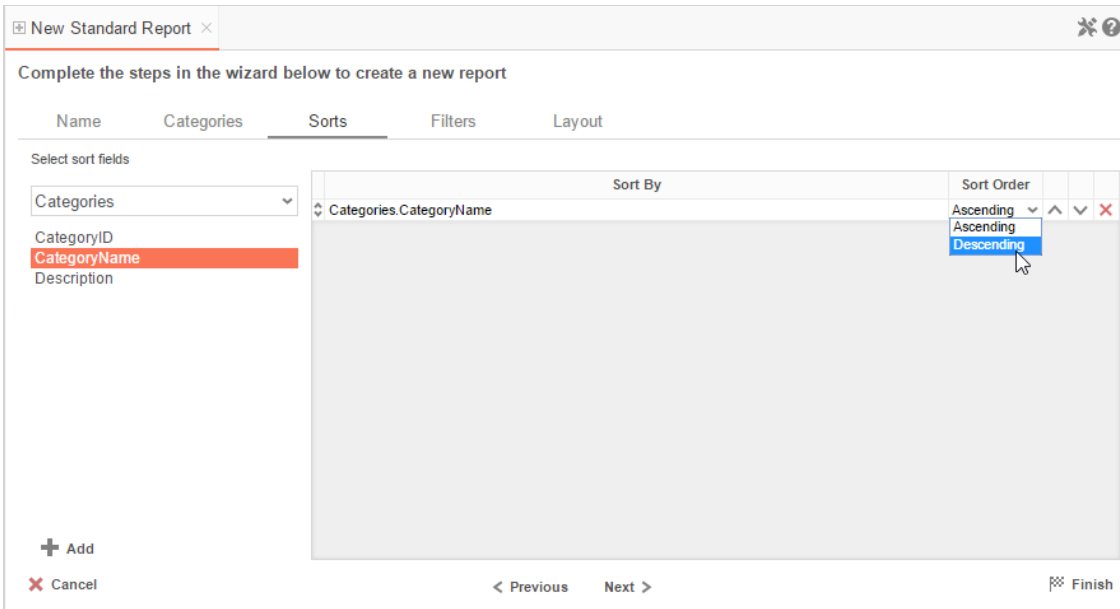 New Standard Report
Complete the steps in the wizard below to create a new report
Name Categories Sorts Filters Layout
Select sort fields
Categories
CategoryID
CategoryName
Description
Sort By Sort Order
Categories.CategoryName Ascending
Ascending
Descending
Add
Cancel
< Previous Next >
Finish